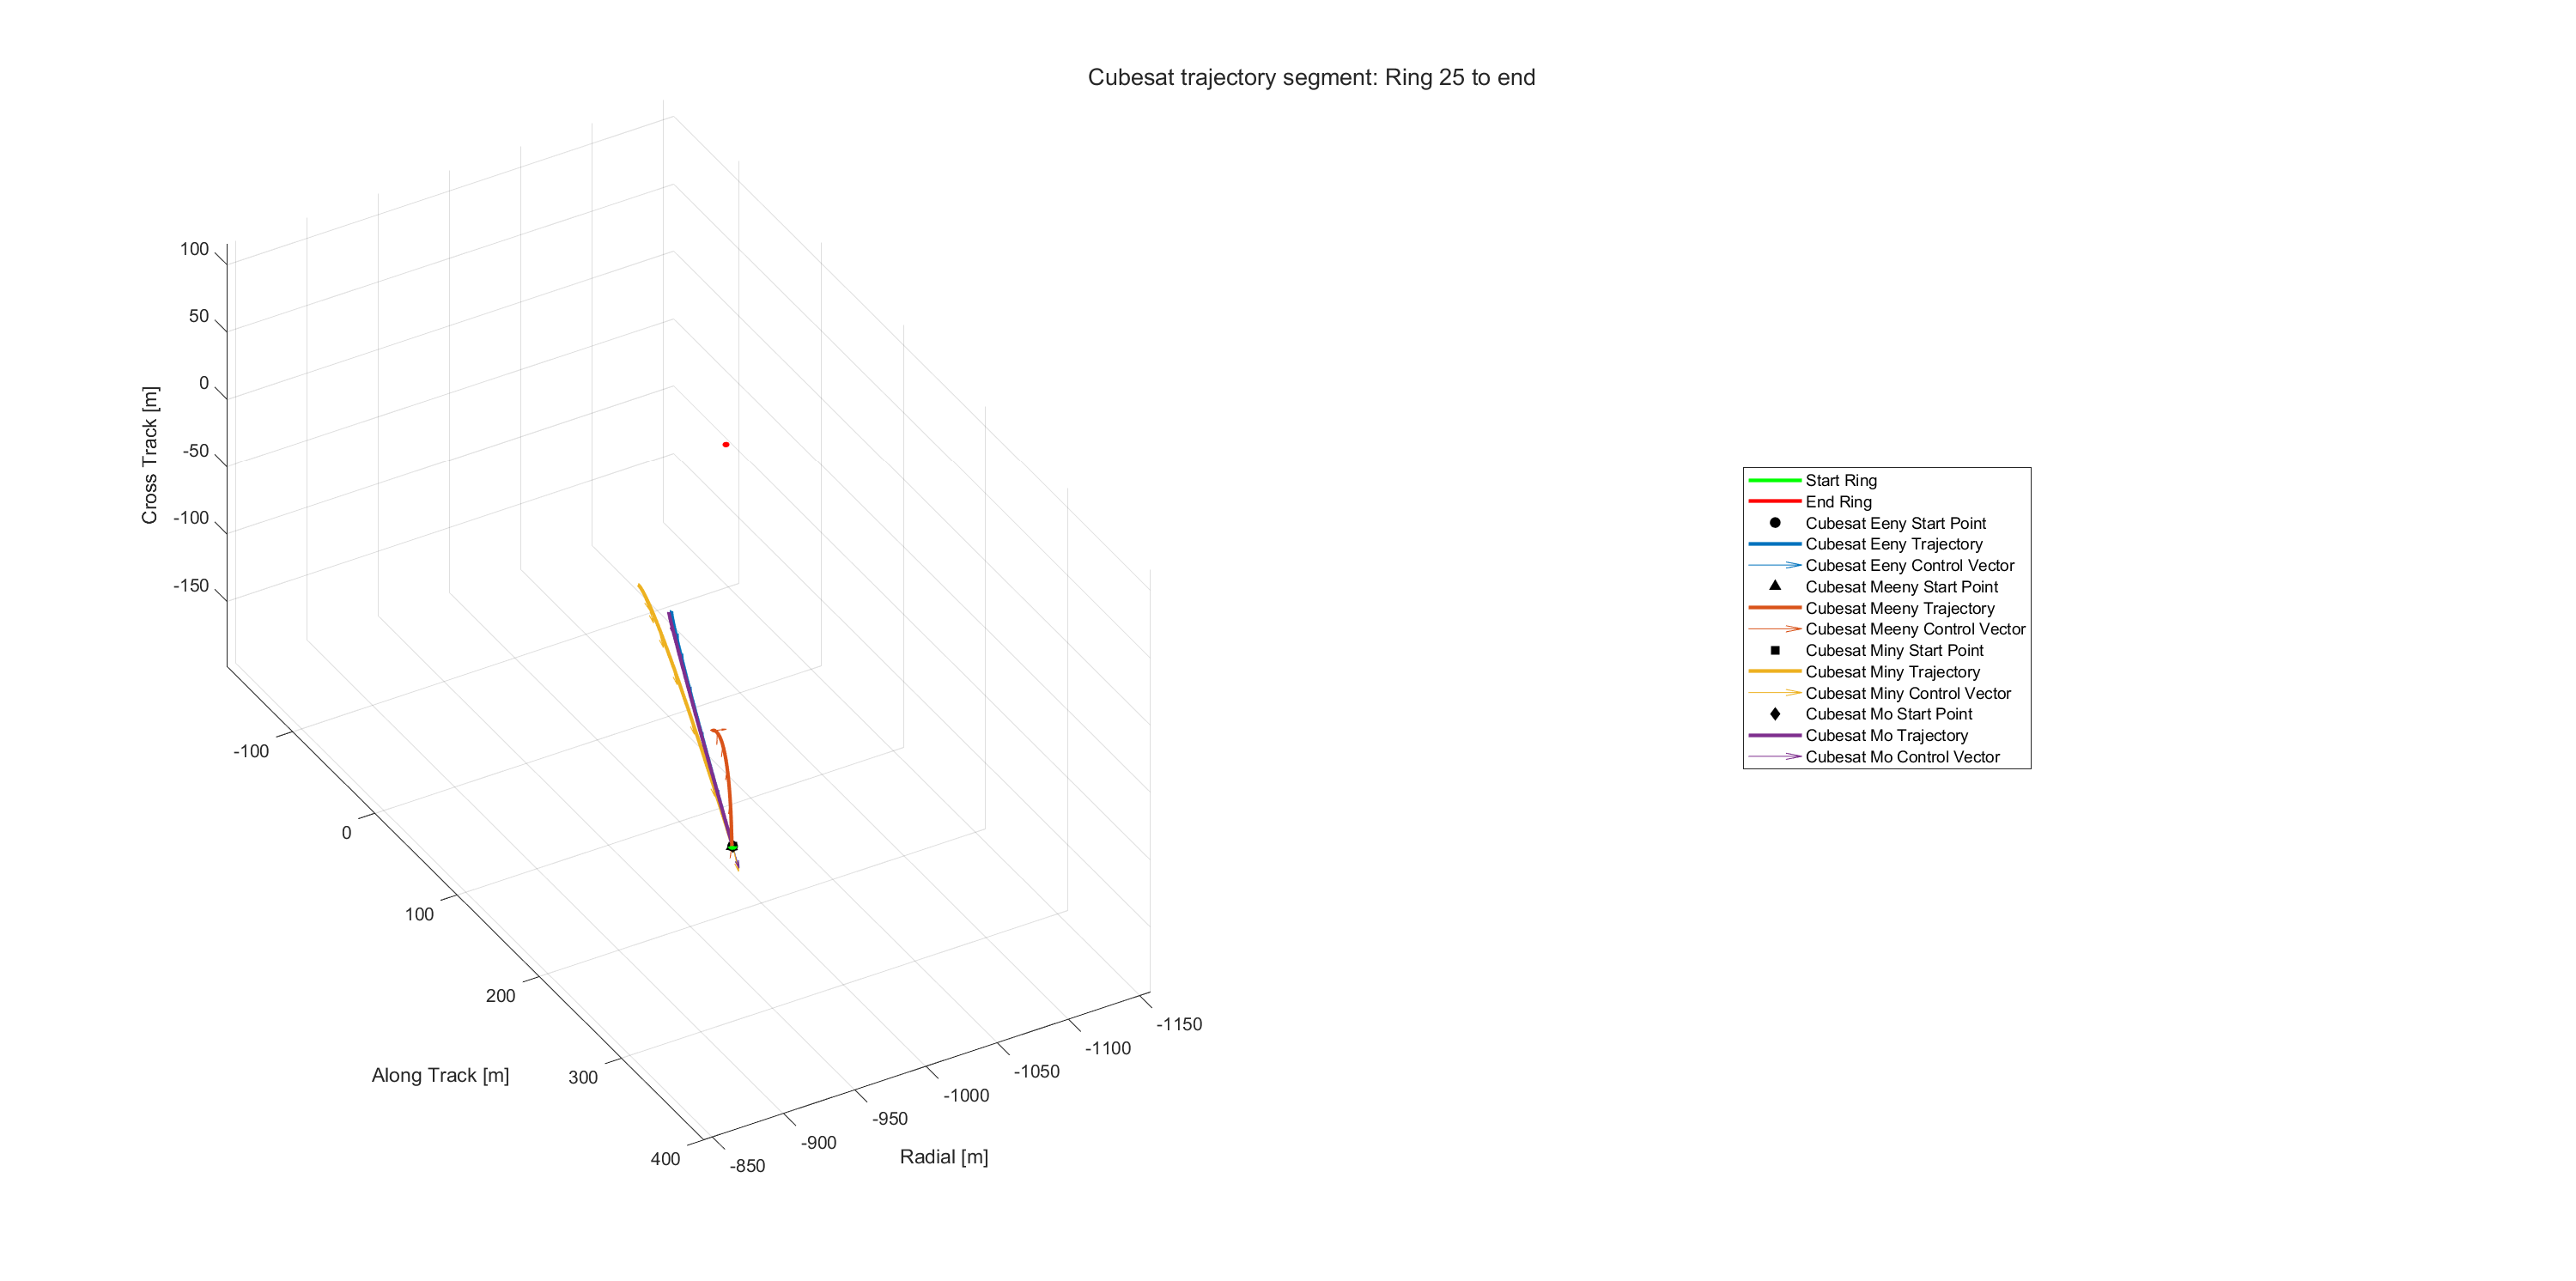 Cubesat trajectory segment: Ring 25 to end
100
50
0
-50
-100
-150
Cross Track [m]
-100
0
100
200
300
400
Along Track [m]
-850
-900
-950
-1000
-1050
-1100
-1150
Radial [m]
Start Ring
End Ring
Cubesat Eeny Start Point
Cubesat Eeny Trajectory
Cubesat Eeny Control Vector
Cubesat Meeny Start Point
Cubesat Meeny Trajectory
Cubesat Meeny Control Vector
Cubesat Miny Start Point
Cubesat Miny Trajectory
Cubesat Miny Control Vector
Cubesat Mo Start Point
Cubesat Mo Trajectory
Cubesat Mo Control Vector